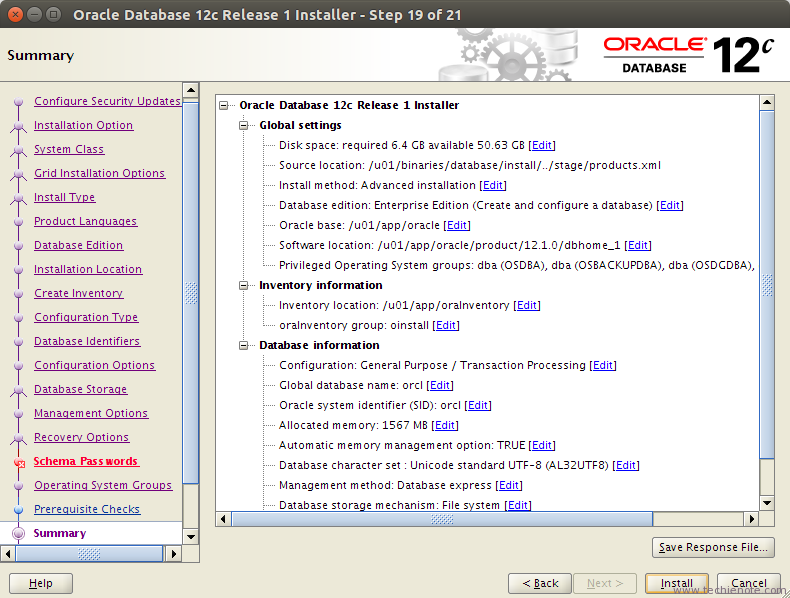 Oracle Database 12c Release 1 Installer - Step 19 of 21
Summary
ORACLE
DATABASE
12c
Configure Security Updates
Installation Option
System Class
Grid Installation Options
Install Type
Product Languages
Database Edition
Installation Location
Create Inventory
Configuration Type
Database Identifiers
Configuration Options
Database Storage
Management Options
Recovery Options
Schema Passwords
Operating System Groups
Prerequisite Checks
Summary
Oracle Database 12c Release 1 Installer
Global settings
Disk space: required 6.4 GB available 50.63 GB [Edit]
Source location: /u01/binaries/database/install/../stage/products.xml
Install method: Advanced installation [Edit]
Database edition: Enterprise Edition (Create and configure a database) [Edit]
Oracle base: /u01/app/oracle [Edit]
Software location: /u01/app/oracle/product/12.1.0/dbhome_1 [Edit]
Privileged Operating System groups: dba (OSDBA), dba (OSBACKUPDBA), dba (OSDGDBA),
Inventory information
Inventory location: /u01/app/oraInventory [Edit]
oraInventory group: oinstall [Edit]
Database information
Configuration: General Purpose / Transaction Processing [Edit]
Global database name: orcl [Edit]
Oracle system identifier (SID): orcl [Edit]
Allocated memory: 1567 MB [Edit]
Automatic memory management option: TRUE [Edit]
Database character set : Unicode standard UTF-8 (AL32UTF8) [Edit]
Management method: Database express [Edit]
Database storage mechanism: File system [Edit]
Save Response File...
Help
< Back
Next >
Install
Cancel
www.techienote.com